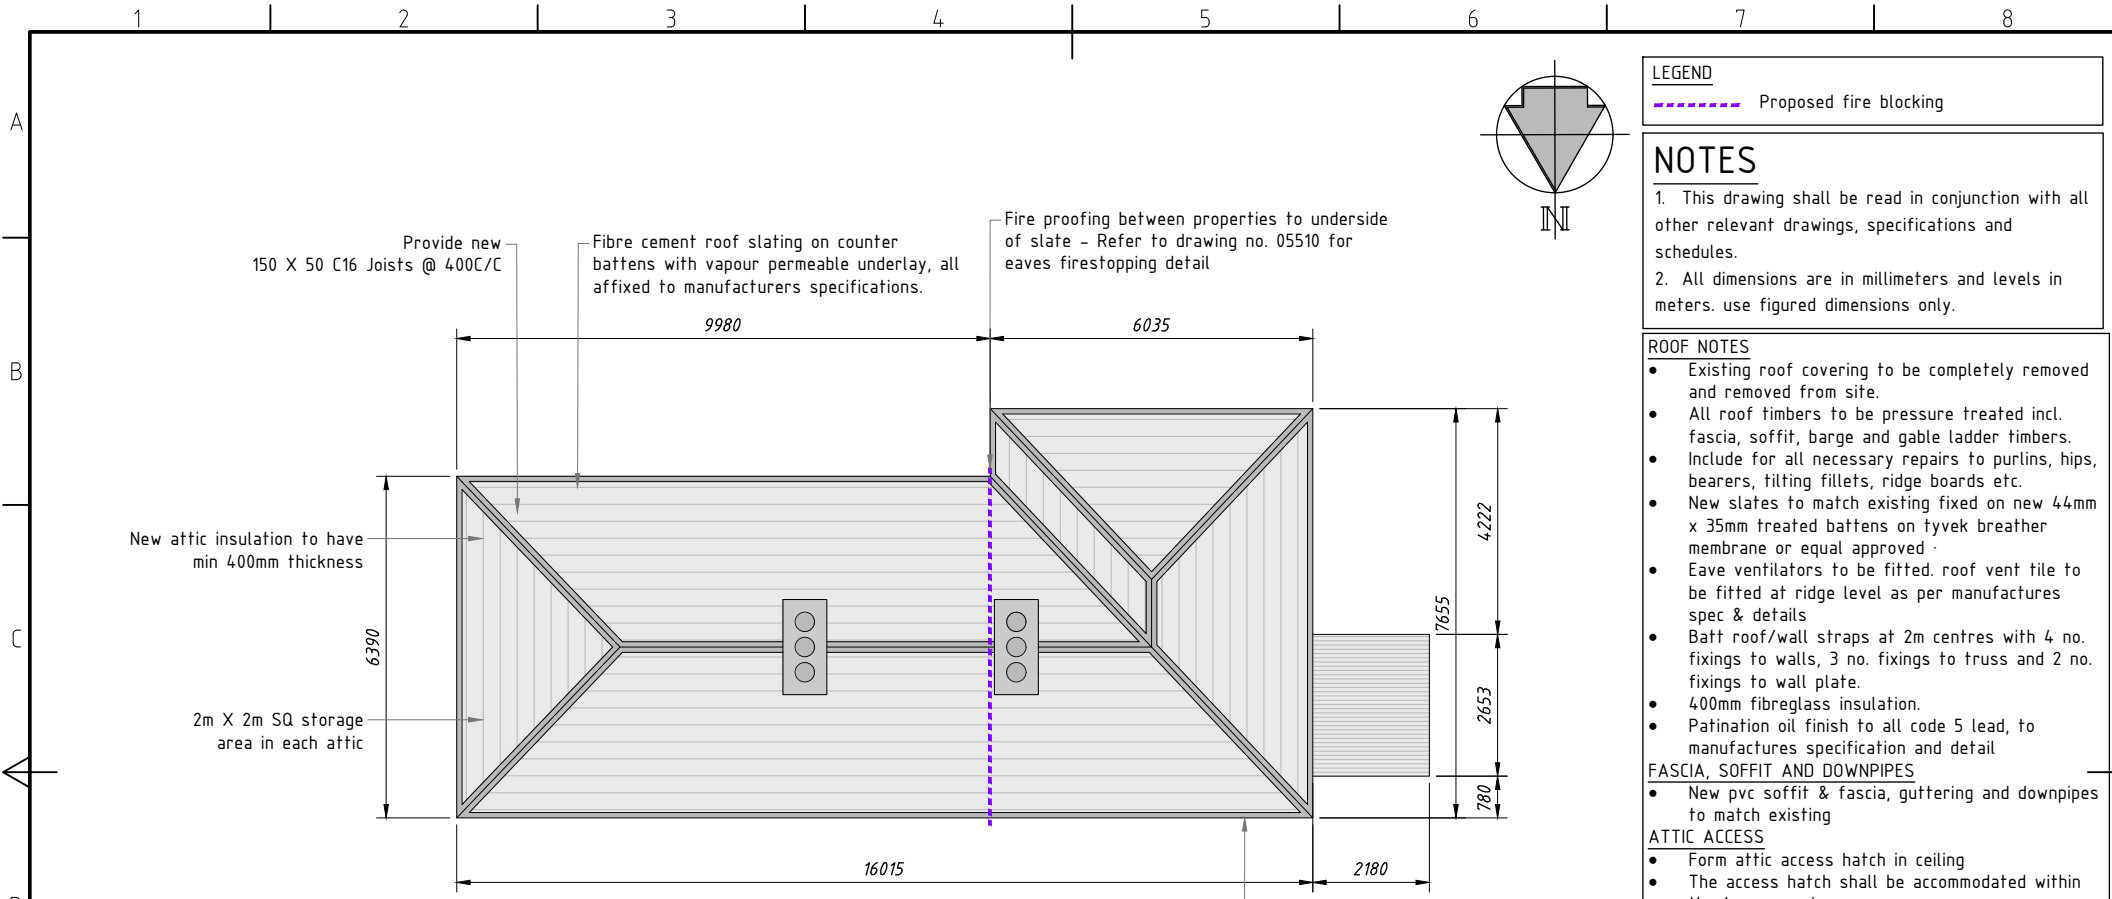 1 2 3 4 5 6 7 8
A
B
C
N
LEGEND
Proposed fire blocking
NOTES
1. This drawing shall be read in conjunction with all
other relevant drawings, specifications and
schedules.
2. All dimensions are in millimeters and levels in
meters. use figured dimensions only.
Provide new
150 X 50 C16 Joists @ 400C/C
Fibre cement roof slating on counter
battens with vapour permeable underlay, all
affixed to manufacturers specifications.
Fire proofing between properties to underside
of slate - Refer to drawing no. 05510 for
eaves firestopping detail
9980
6035
New attic insulation to have
min 400mm thickness
2m X 2m SQ storage
area in each attic
6390
4222
7655
2653
780
16015
2180
ROOF NOTES
• Existing roof covering to be completely removed
and removed from site.
• All roof timbers to be pressure treated incl.
fascia, soffit, barge and gable ladder timbers.
• Include for all necessary repairs to purlins, hips,
bearers, tilting fillets, ridge boards etc.
• New slates to match existing fixed on new 44mm
x 35mm treated battens on tyvek breather
membrane or equal approved ·
• Eave ventilators to be fitted. roof vent tile to
be fitted at ridge level as per manufactures
spec & details
• Batt roof/wall straps at 2m centres with 4 no.
fixings to walls, 3 no. fixings to truss and 2 no.
fixings to wall plate.
• 400mm fibreglass insulation.
• Patination oil finish to all code 5 lead, to
manufactures specification and detail
FASCIA, SOFFIT AND DOWNPIPES
• New pvc soffit & fascia, guttering and downpipes
to match existing
ATTIC ACCESS
• Form attic access hatch in ceiling
• The access hatch shall be accommodated within